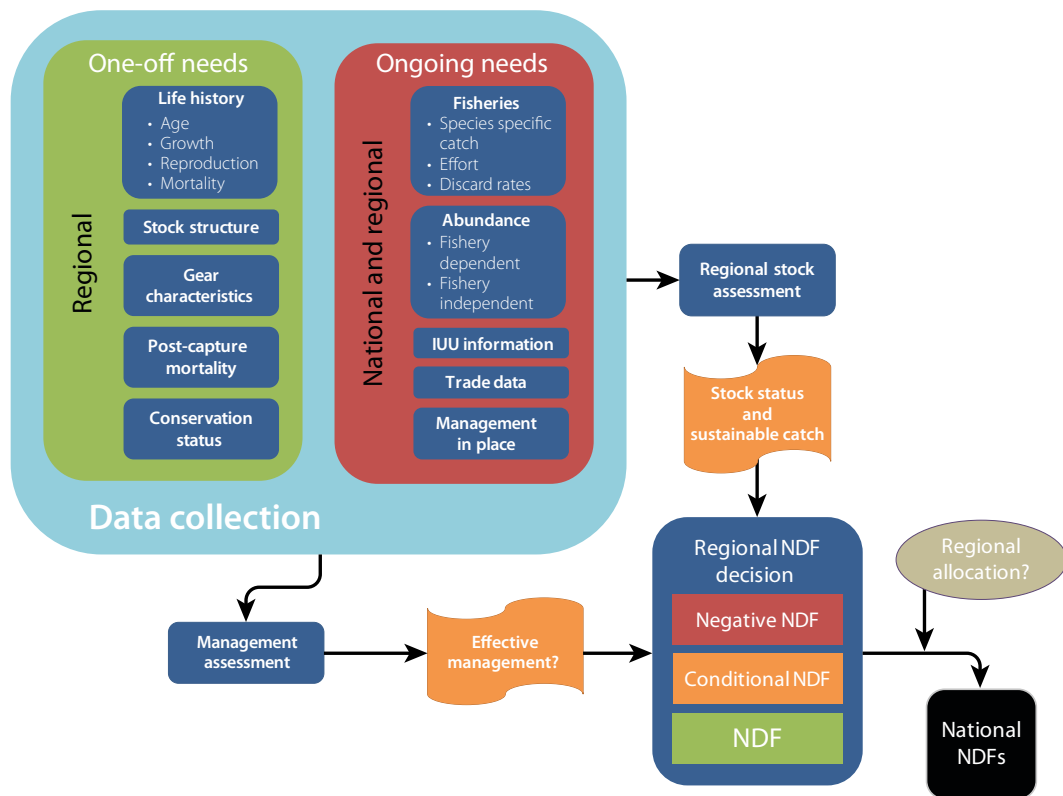 One-off needs
Regional
Life history
• Age
• Growth
• Reproduction
• Mortality
Stock structure
Gear
characteristics
Post-capture
mortality
Conservation
status
Ongoing needs
National and regional
Fisheries
• Species specific
catch
• Effort
• Discard rates
Abundance
• Fishery
dependent
• Fishery
independent
IUU information
Trade data
Management
in place
Data collection
Regional stock
assessment
Stock status
and
sustainable catch
Management
assessment
Effective
management?
Regional NDF
decision
Negative NDF
Conditional NDF
NDF
Regional
allocation?
National
NDFs